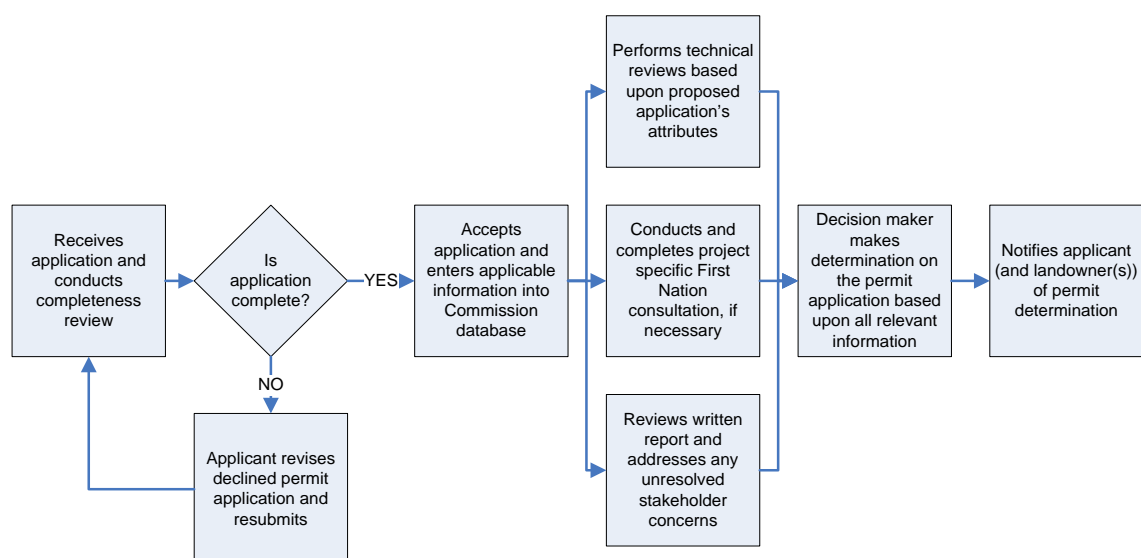 Receives
application and
conducts
completeness
review
Is
application
complete?
YES
NO
Applicant revises
declined permit
application and
resubmits
Accepts
application and
enters applicable
information into
Commission
database
Performs technical
reviews based
upon proposed
application’s
attributes
Conducts and
completes project
specific First
Nation
consultation, if
necessary
Reviews written
report and
addresses any
unresolved
stakeholder
concerns
Decision maker
makes
determination on
the permit
application based
upon all relevant
information
Notifies applicant
(and landowner(s))
of permit
determination